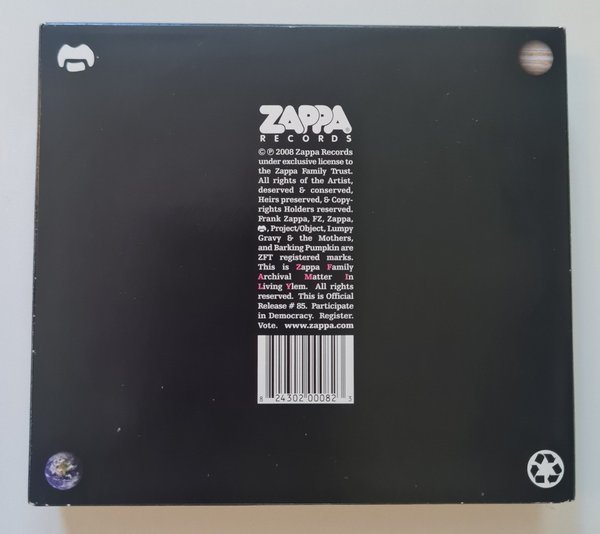 ZAPPA®
RECORDS
© ℗ 2008 Zappa Records
under exclusive license to
the Zappa Family Trust.
All rights of the Artist,
deserved & conserved,
Heirs preserved, & Copy-
rights Holders reserved.
Frank Zappa, FZ, Zappa,
, Project/Object, Lumpy
Gravy & the Mothers,
and Barking Pumpkin are
ZFT registered marks.
This is Zappa Family
Archival Matter In
Living Ylem. All rights
reserved. This is Official
Release # 85. Participate
in Democracy. Register.
Vote. www.zappa.com
8 24302 00082 3